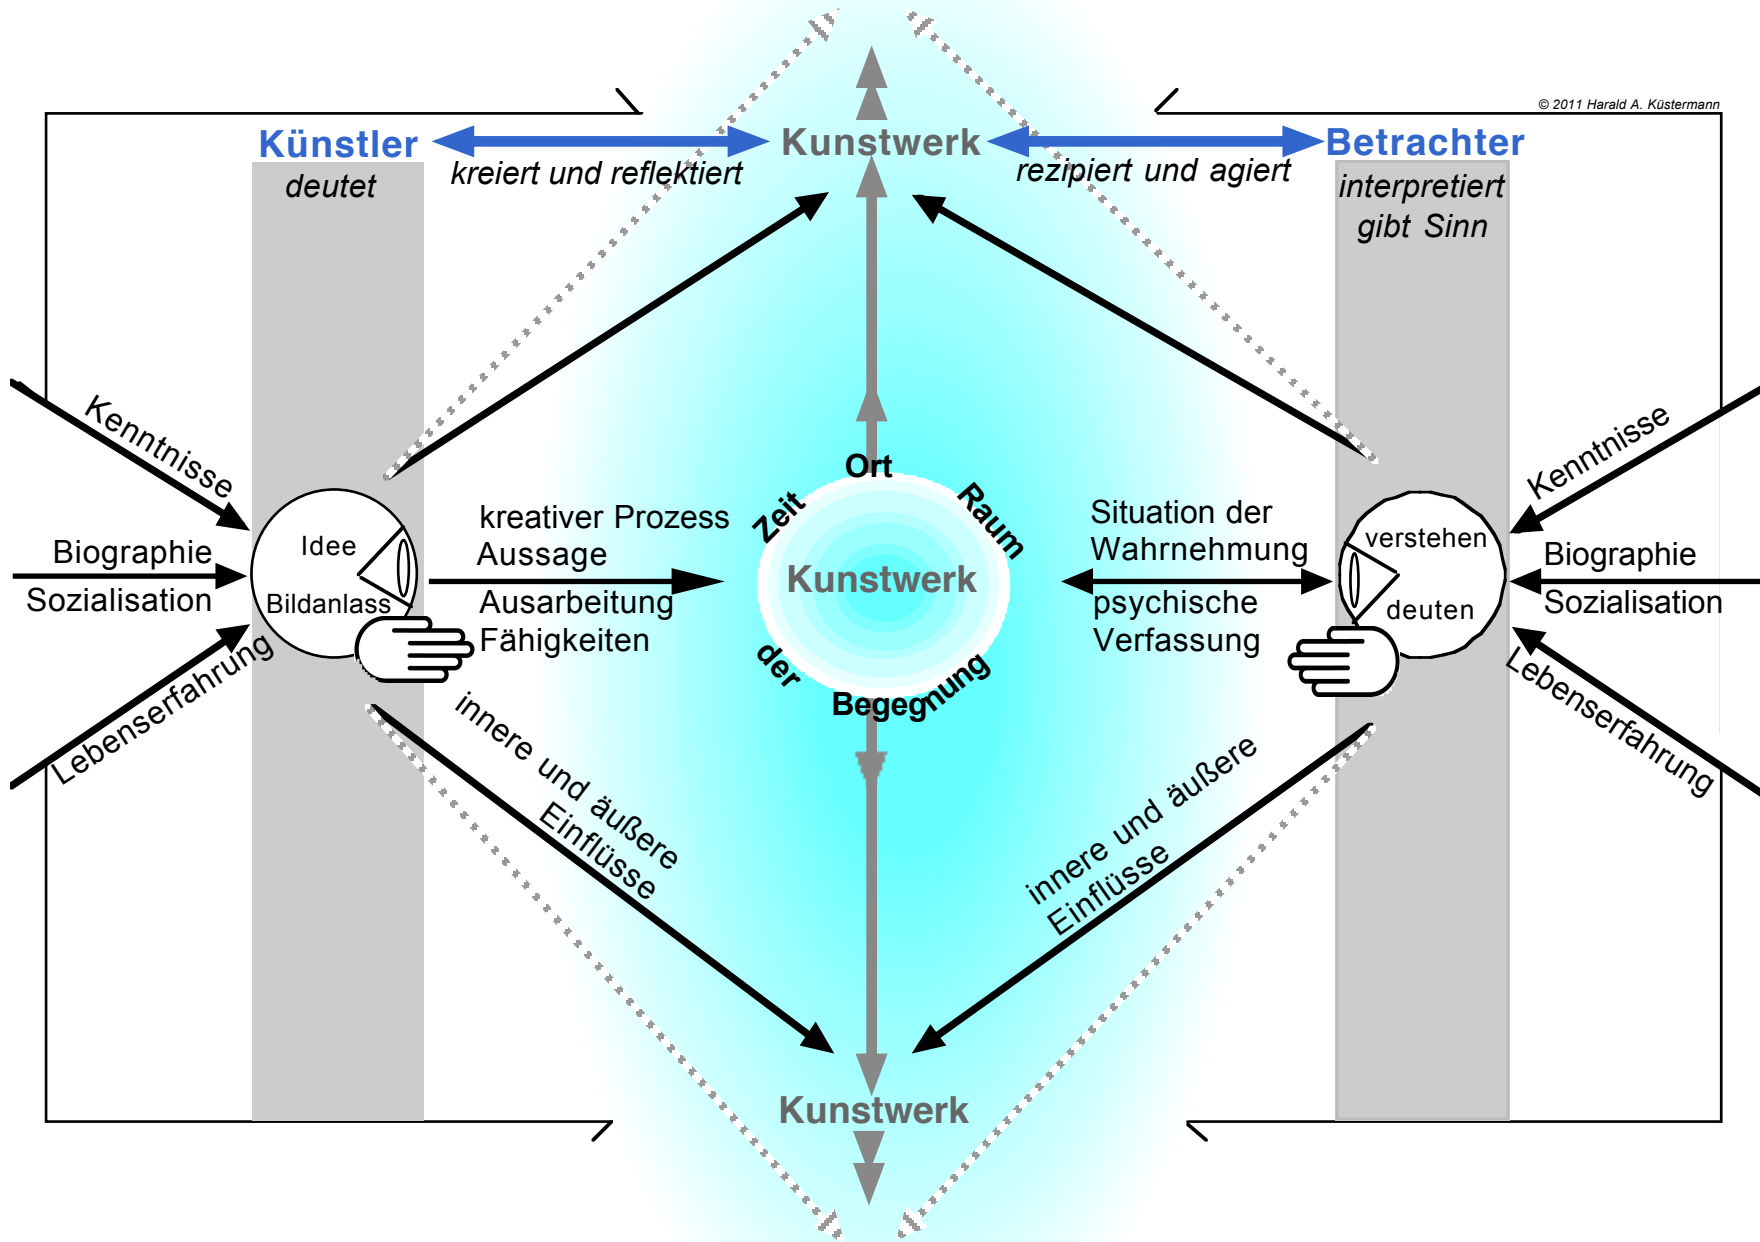 © 2011 Harald A. Küstermann
Künstler
Kunstwerk
Betrachter
deutet
kreiert und reflektiert
rezipiert und agiert
interpretiert
gibt Sinn
Kenntnisse
Biographie
Sozialisation
Lebenserfahrung
Idee
Bildanlass
kreativer Prozess
Aussage
Ausarbeitung
Fähigkeiten
innere und äußere
Einflüsse
Zeit
Ort
Raum
Kunstwerk
der
Begegnung
Situation der
Wahrnehmung
psychische
Verfassung
innere und äußere
Einflüsse
verstehen
deuten
Kenntnisse
Biographie
Sozialisation
Lebenserfahrung
Kunstwerk